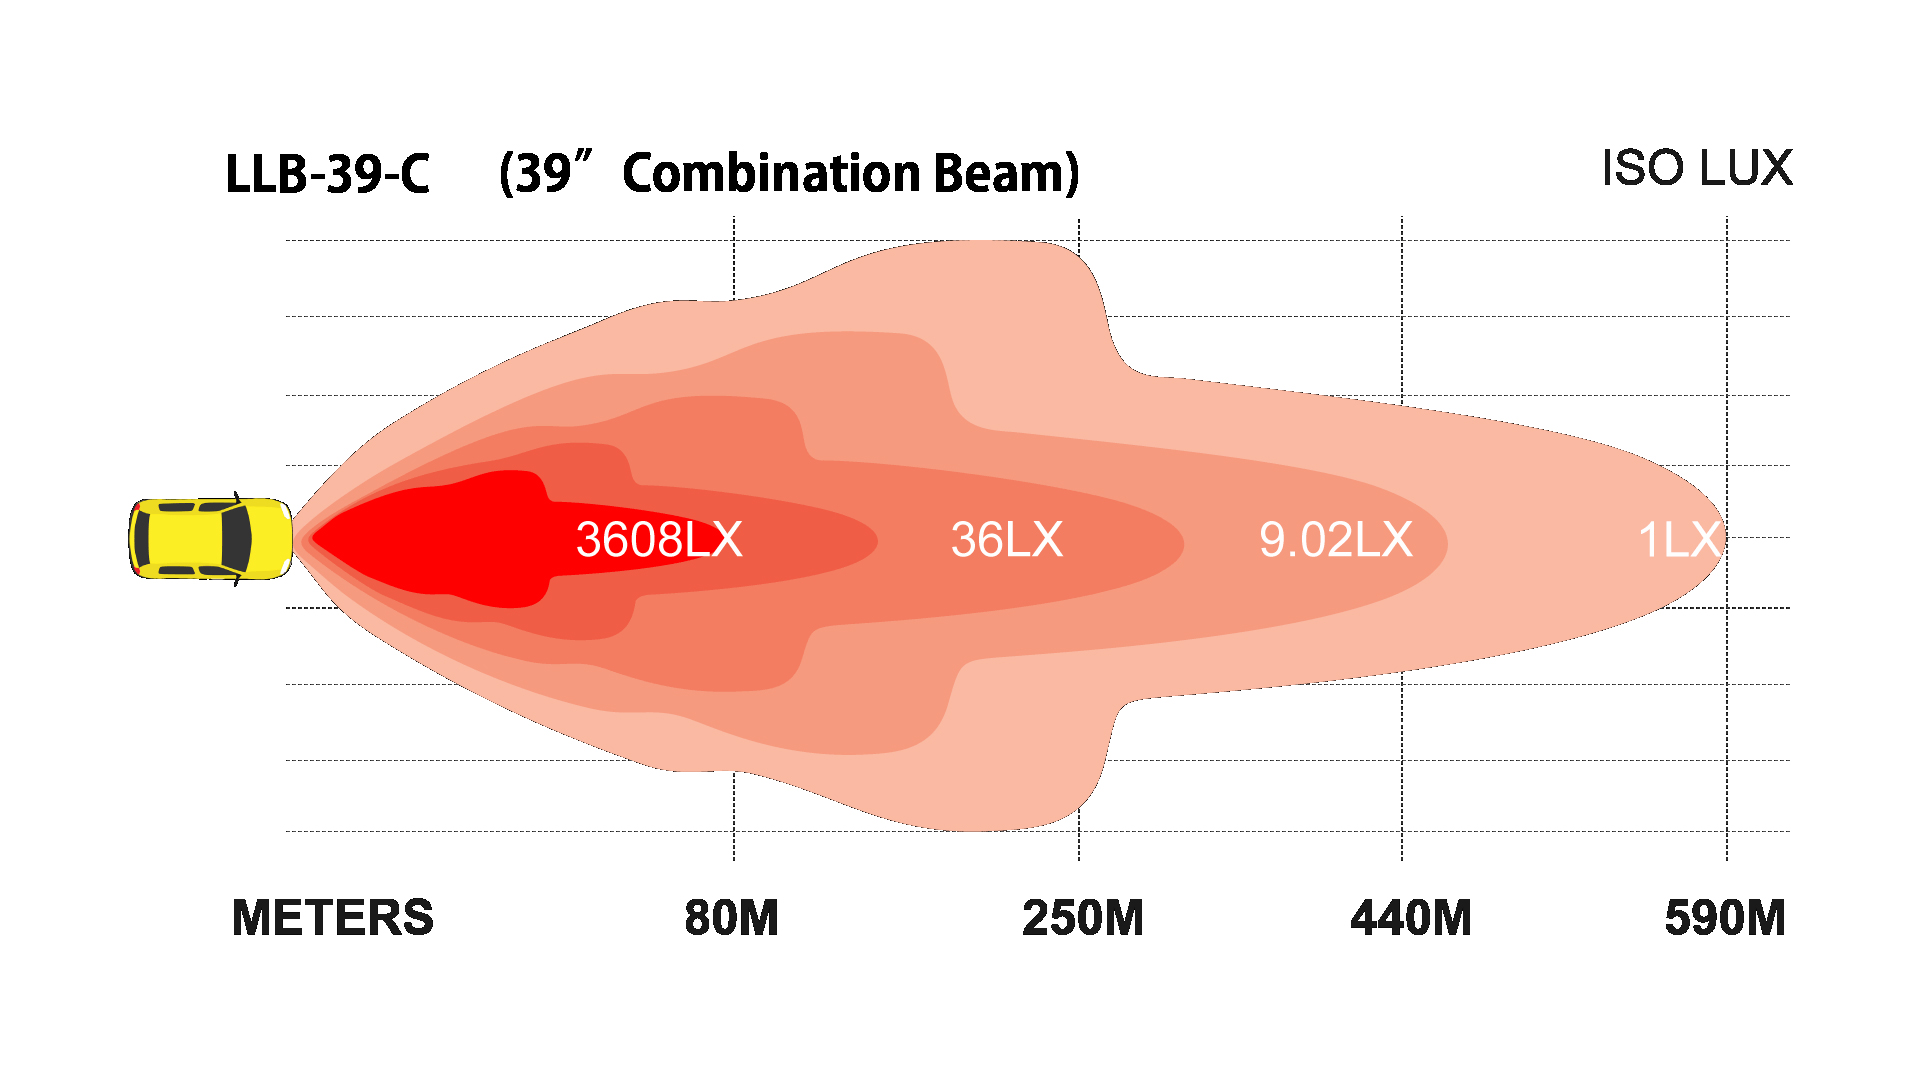 LLB-39-C (39″ Combination Beam)
ISO LUX
3608LX 36LX 9.02LX 1LX
METERS 80M 250M 440M 590M